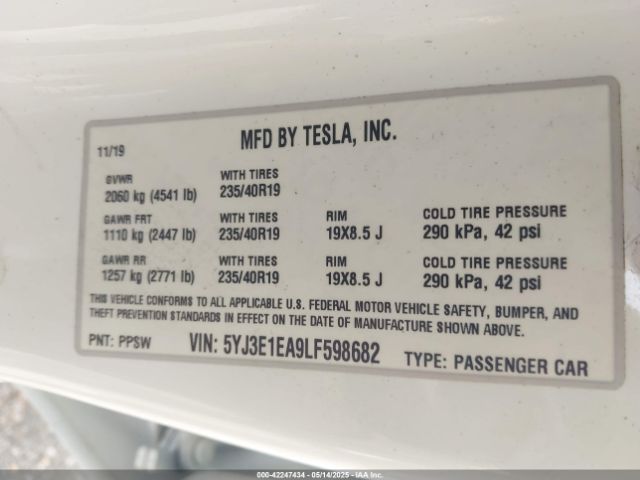 MFD BY TESLA, INC.
11/19
GVWR WITH TIRES
2060 kg (4541 lb) 235/40R19
GAWR FRT WITH TIRES RIM COLD TIRE PRESSURE
1110 kg (2447 lb) 235/40R19 19X8.5 J 290 kPa, 42 psi
GAWR RR WITH TIRES RIM COLD TIRE PRESSURE
1257 kg (2771 lb) 235/40R19 19X8.5 J 290 kPa, 42 psi
THIS VEHICLE CONFORMS TO ALL APPLICABLE U.S. FEDERAL MOTOR VEHICLE SAFETY, BUMPER, AND
THEFT PREVENTION STANDARDS IN EFFECT ON THE DATE OF MANUFACTURE SHOWN ABOVE.
PNT: PPSW VIN: 5YJ3E1EA9LF598682 TYPE: PASSENGER CAR
000-42247434 - 05/14/2025 - IAA Inc.